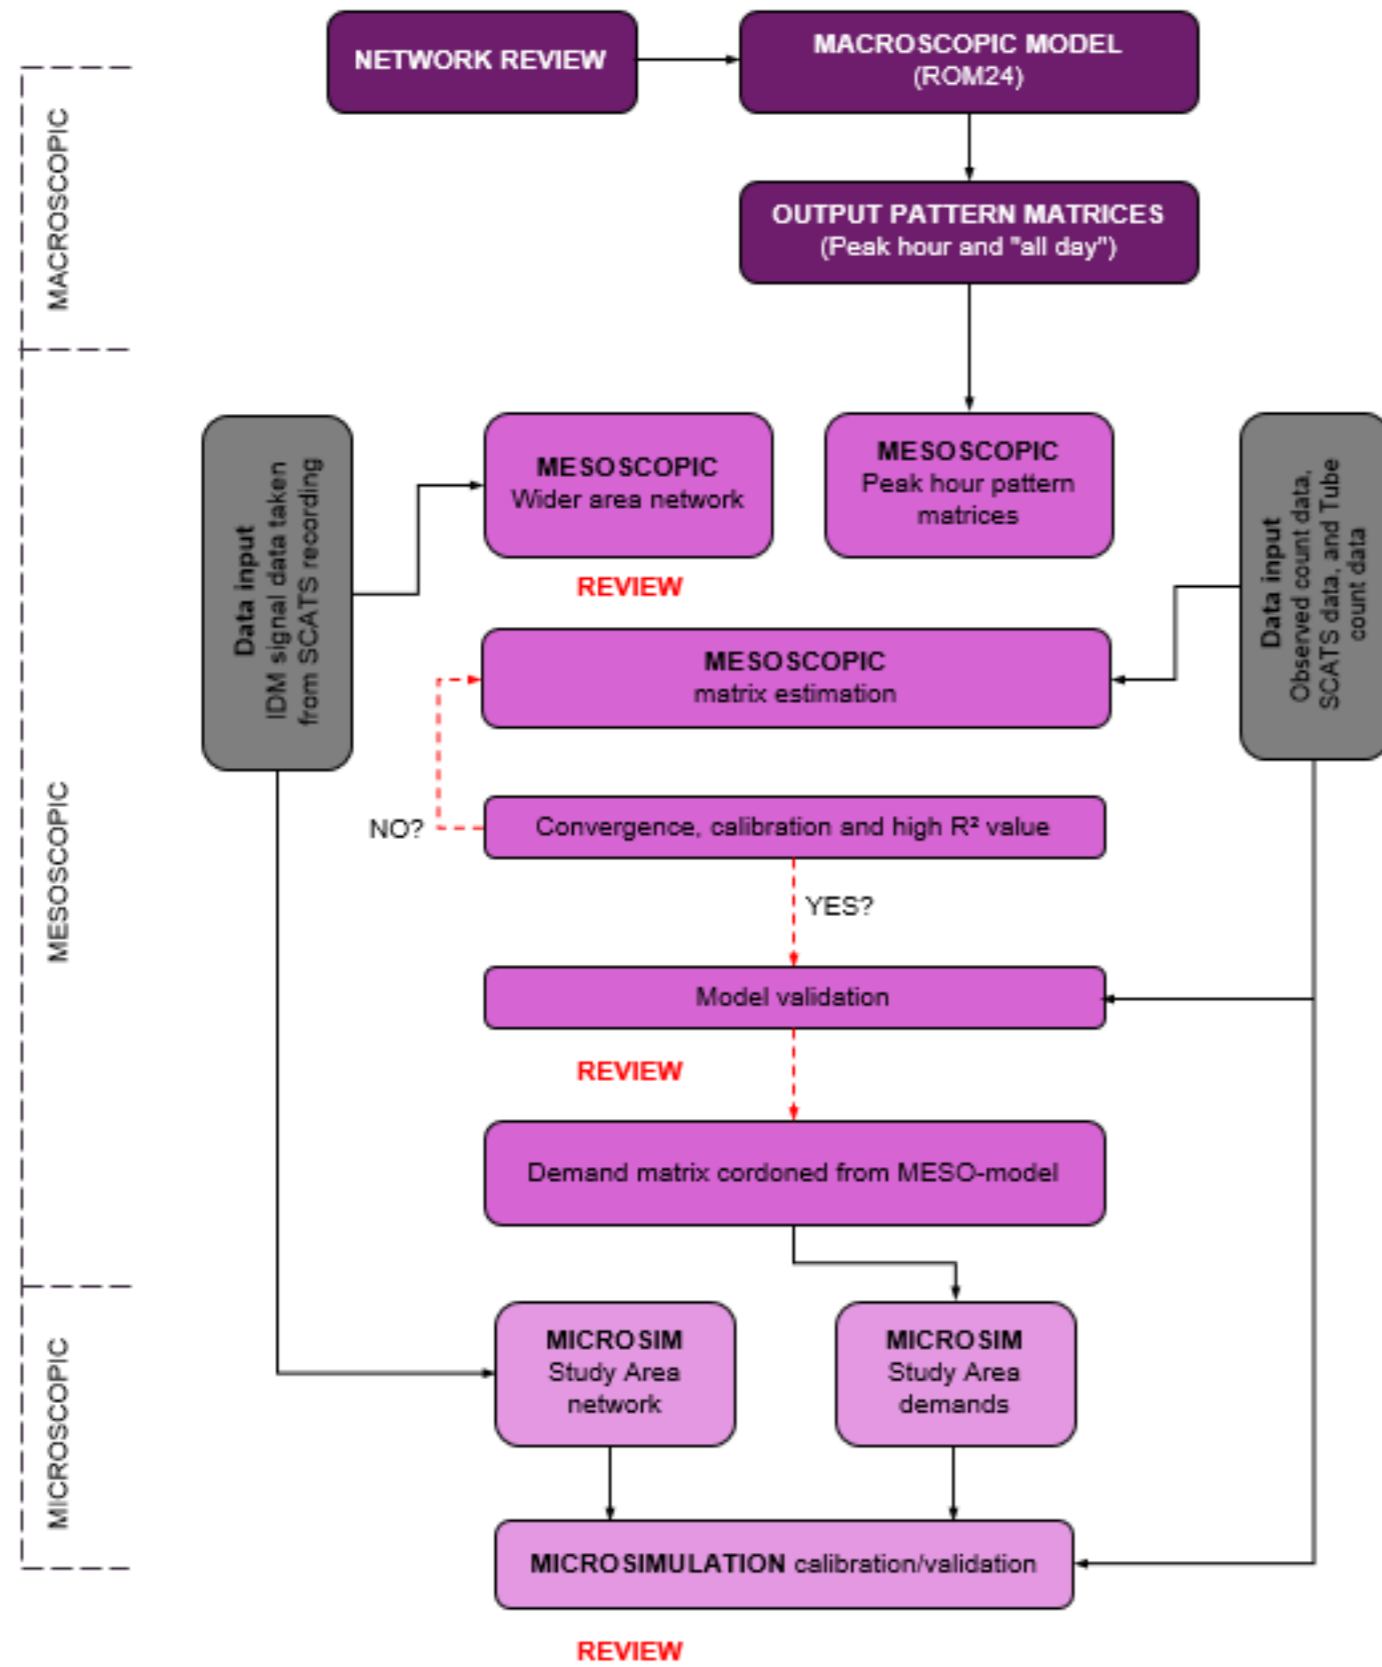 NETWORK REVIEW
MACROSCOPIC MODEL
(ROM24)
MACROSCOPIC
OUTPUT PATTERN MATRICES
(Peak hour and "all day")
MESOSCOPIC
Data input
IDM signal data taken
from SCATS recording
MESOSCOPIC
Wider area network
MESOSCOPIC
Peak hour pattern
matrices
Data input
Observed count data,
SCATS data, and Tube
count data
REVIEW
MESOSCOPIC
matrix estimation
NO?
Convergence, calibration and high R² value
YES?
Model validation
REVIEW
Demand matrix cordoned from MESO-model
MICROSCOPIC
MICROSIM
Study Area
network
MICROSIM
Study Area
demands
MICROSIMULATION calibration/validation
REVIEW